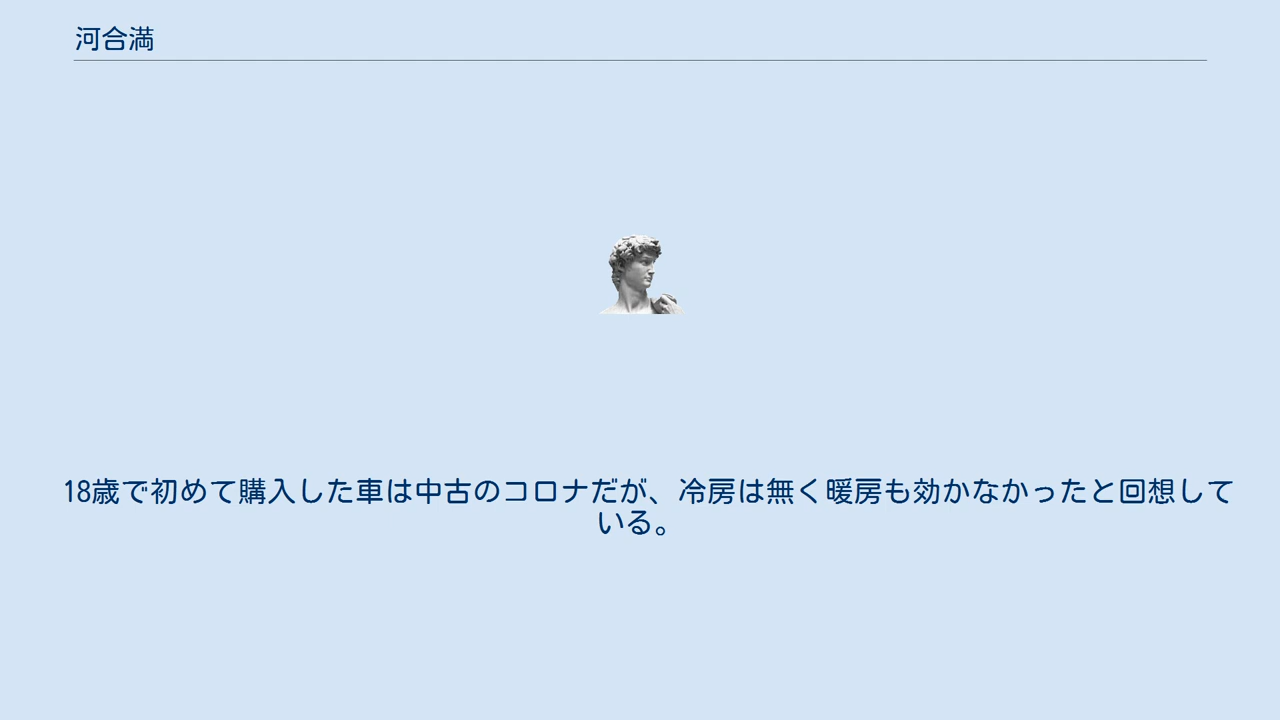 河合満
18歳で初めて購入した車は中古のコロナだが、冷房は無く暖房も効かなかったと回想して
いる。